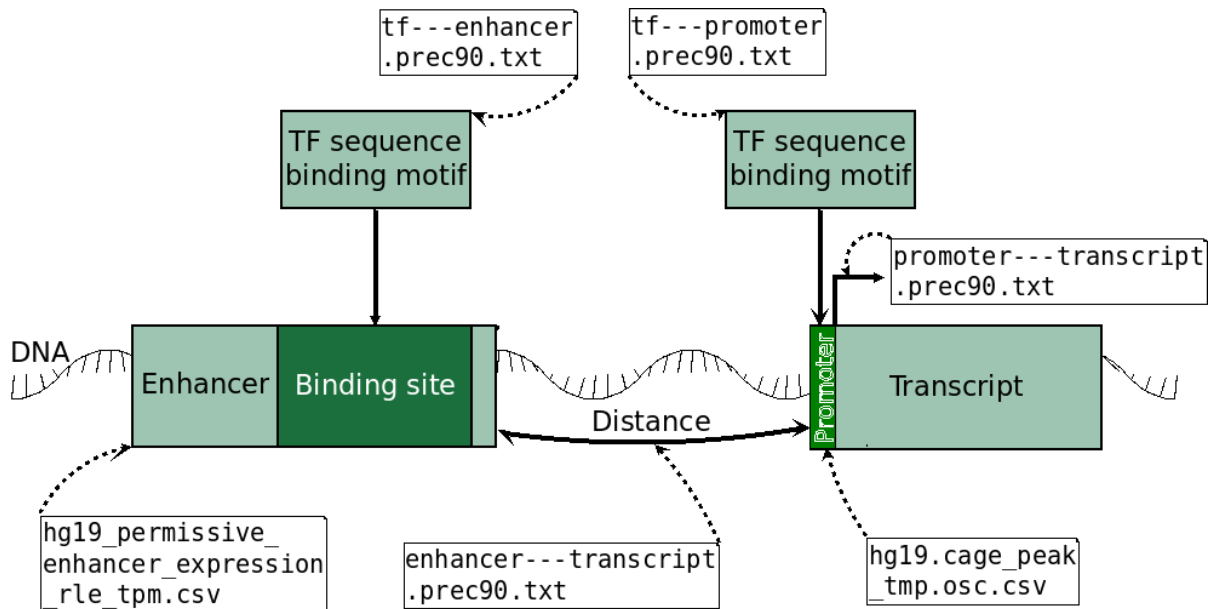 tf---enhancer
.prec90.txt
tf---promoter
.prec90.txt
TF sequence
binding motif
TF sequence
binding motif
promoter---transcript
.prec90.txt
DNA
Enhancer
Binding site
Distance
Promoter
Transcript
hg19_permissive_
enhancer_expression
_rle_tpm.csv
enhancer---transcript
.prec90.txt
hg19.cage_peak
_tmp.osc.csv